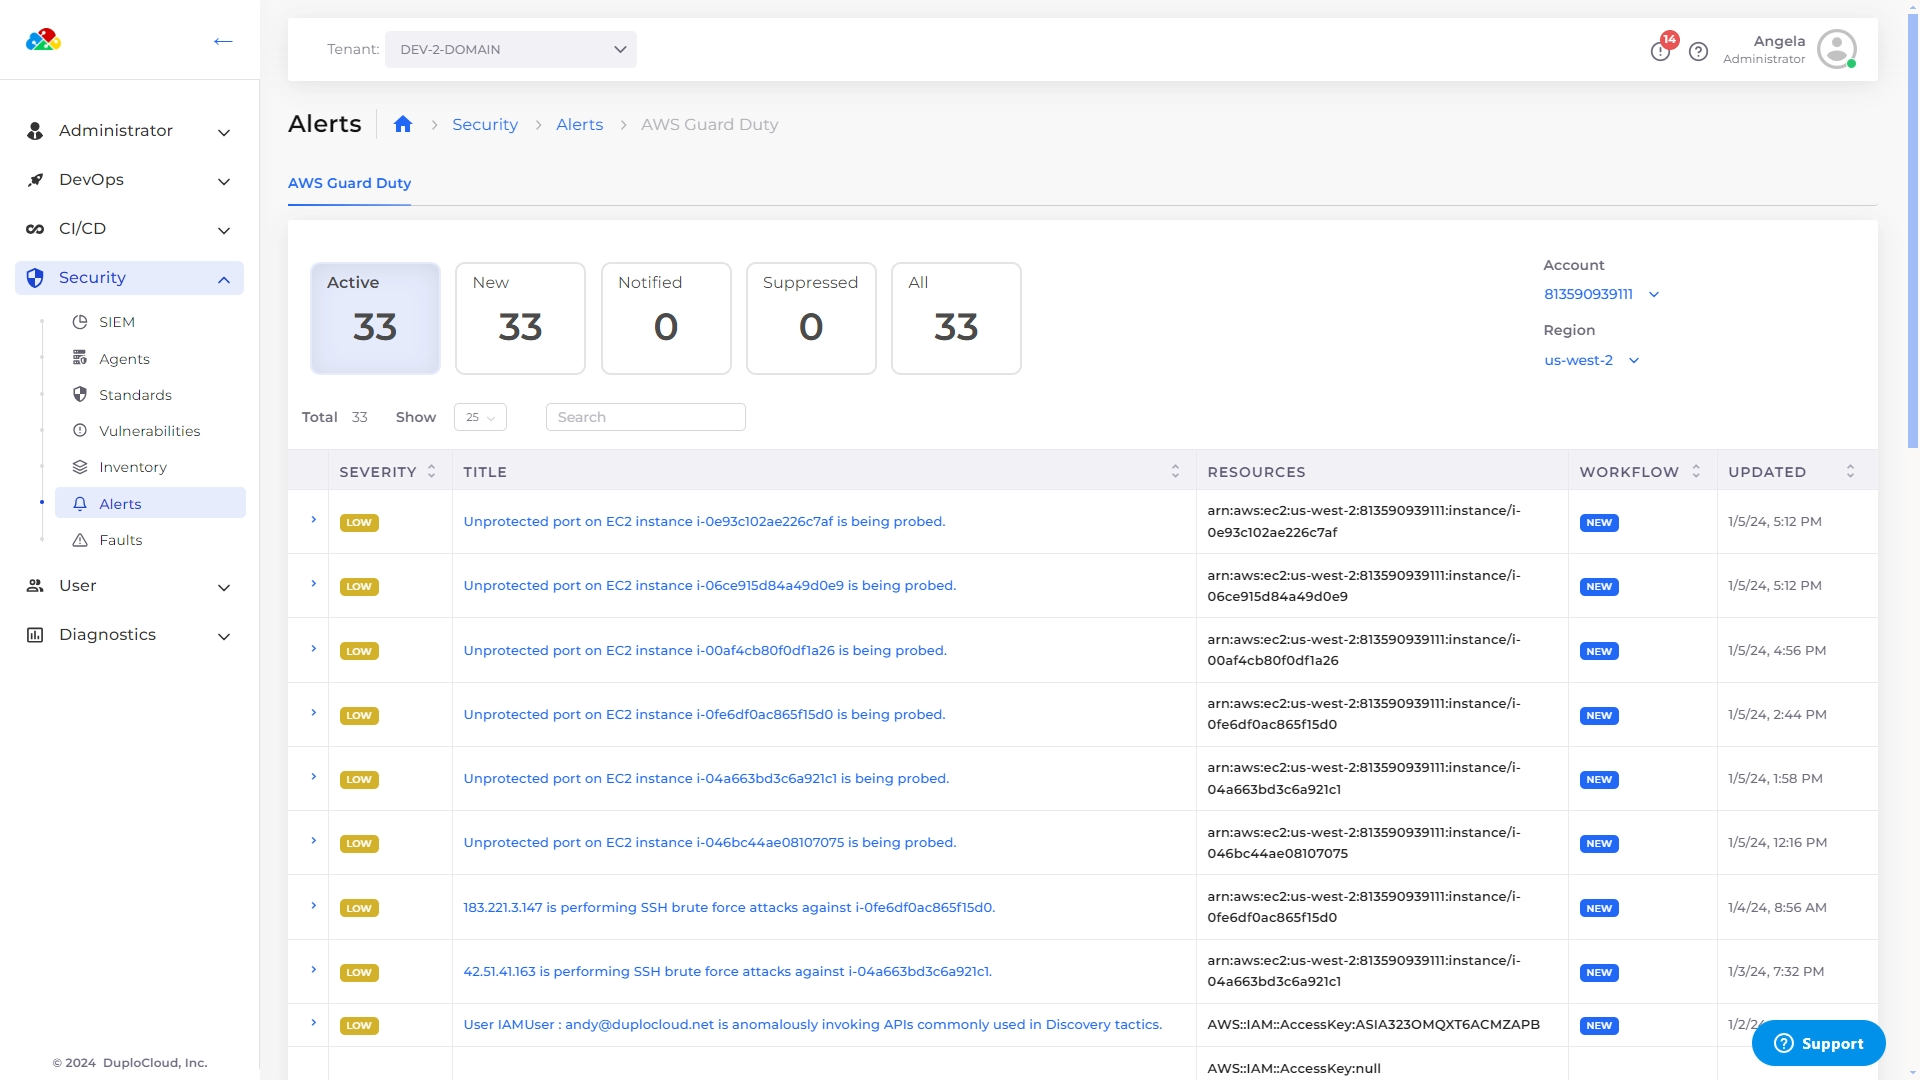 Tenant: DEV-2-DOMAIN
14
Angela
Administrator
Administrator
DevOps
CI/CD
Security
SIEM
Agents
Standards
Vulnerabilities
Inventory
Alerts
Faults
User
Diagnostics
© 2024 DuploCloud, Inc.
Alerts Security Alerts AWS Guard Duty
AWS Guard Duty
Active New Notified Suppressed All
33 33 0 0 33
Account
813590939111
Region
us-west-2
Total 33 Show 25 Search
SEVERITY TITLE RESOURCES WORKFLOW UPDATED
LOW Unprotected port on EC2 instance i-0e93c102ae226c7af is being probed. arn:aws:ec2:us-west-2:813590939111:instance/i- NEW 1/5/24, 5:12 PM
0e93c102ae226c7af
LOW Unprotected port on EC2 instance i-06ce915d84a49d0e9 is being probed. arn:aws:ec2:us-west-2:813590939111:instance/i- NEW 1/5/24, 5:12 PM
06ce915d84a49d0e9
LOW Unprotected port on EC2 instance i-00af4cb80f0df1a26 is being probed. arn:aws:ec2:us-west-2:813590939111:instance/i- NEW 1/5/24, 4:56 PM
00af4cb80f0df1a26
LOW Unprotected port on EC2 instance i-0fe6df0ac865f15d0 is being probed. arn:aws:ec2:us-west-2:813590939111:instance/i- NEW 1/5/24, 2:44 PM
0fe6df0ac865f15d0
LOW Unprotected port on EC2 instance i-04a663bd3c6a921c1 is being probed. arn:aws:ec2:us-west-2:813590939111:instance/i- NEW 1/5/24, 1:58 PM
04a663bd3c6a921c1
LOW Unprotected port on EC2 instance i-046bc44ae08107075 is being probed. arn:aws:ec2:us-west-2:813590939111:instance/i- NEW 1/5/24, 12:16 PM
046bc44ae08107075
LOW 183.221.3.147 is performing SSH brute force attacks against i-0fe6df0ac865f15d0. arn:aws:ec2:us-west-2:813590939111:instance/i- NEW 1/4/24, 8:56 AM
0fe6df0ac865f15d0
LOW 42.51.41.163 is performing SSH brute force attacks against i-04a663bd3c6a921c1. arn:aws:ec2:us-west-2:813590939111:instance/i- NEW 1/3/24, 7:32 PM
04a663bd3c6a921c1
LOW User IAMUser : andy@duplocloud.net is anomalously invoking APIs commonly used in Discovery tactics. AWS::IAM::AccessKey:ASIA323OMQXT6ACMZAPB NEW
AWS::IAM::AccessKey:null
Support